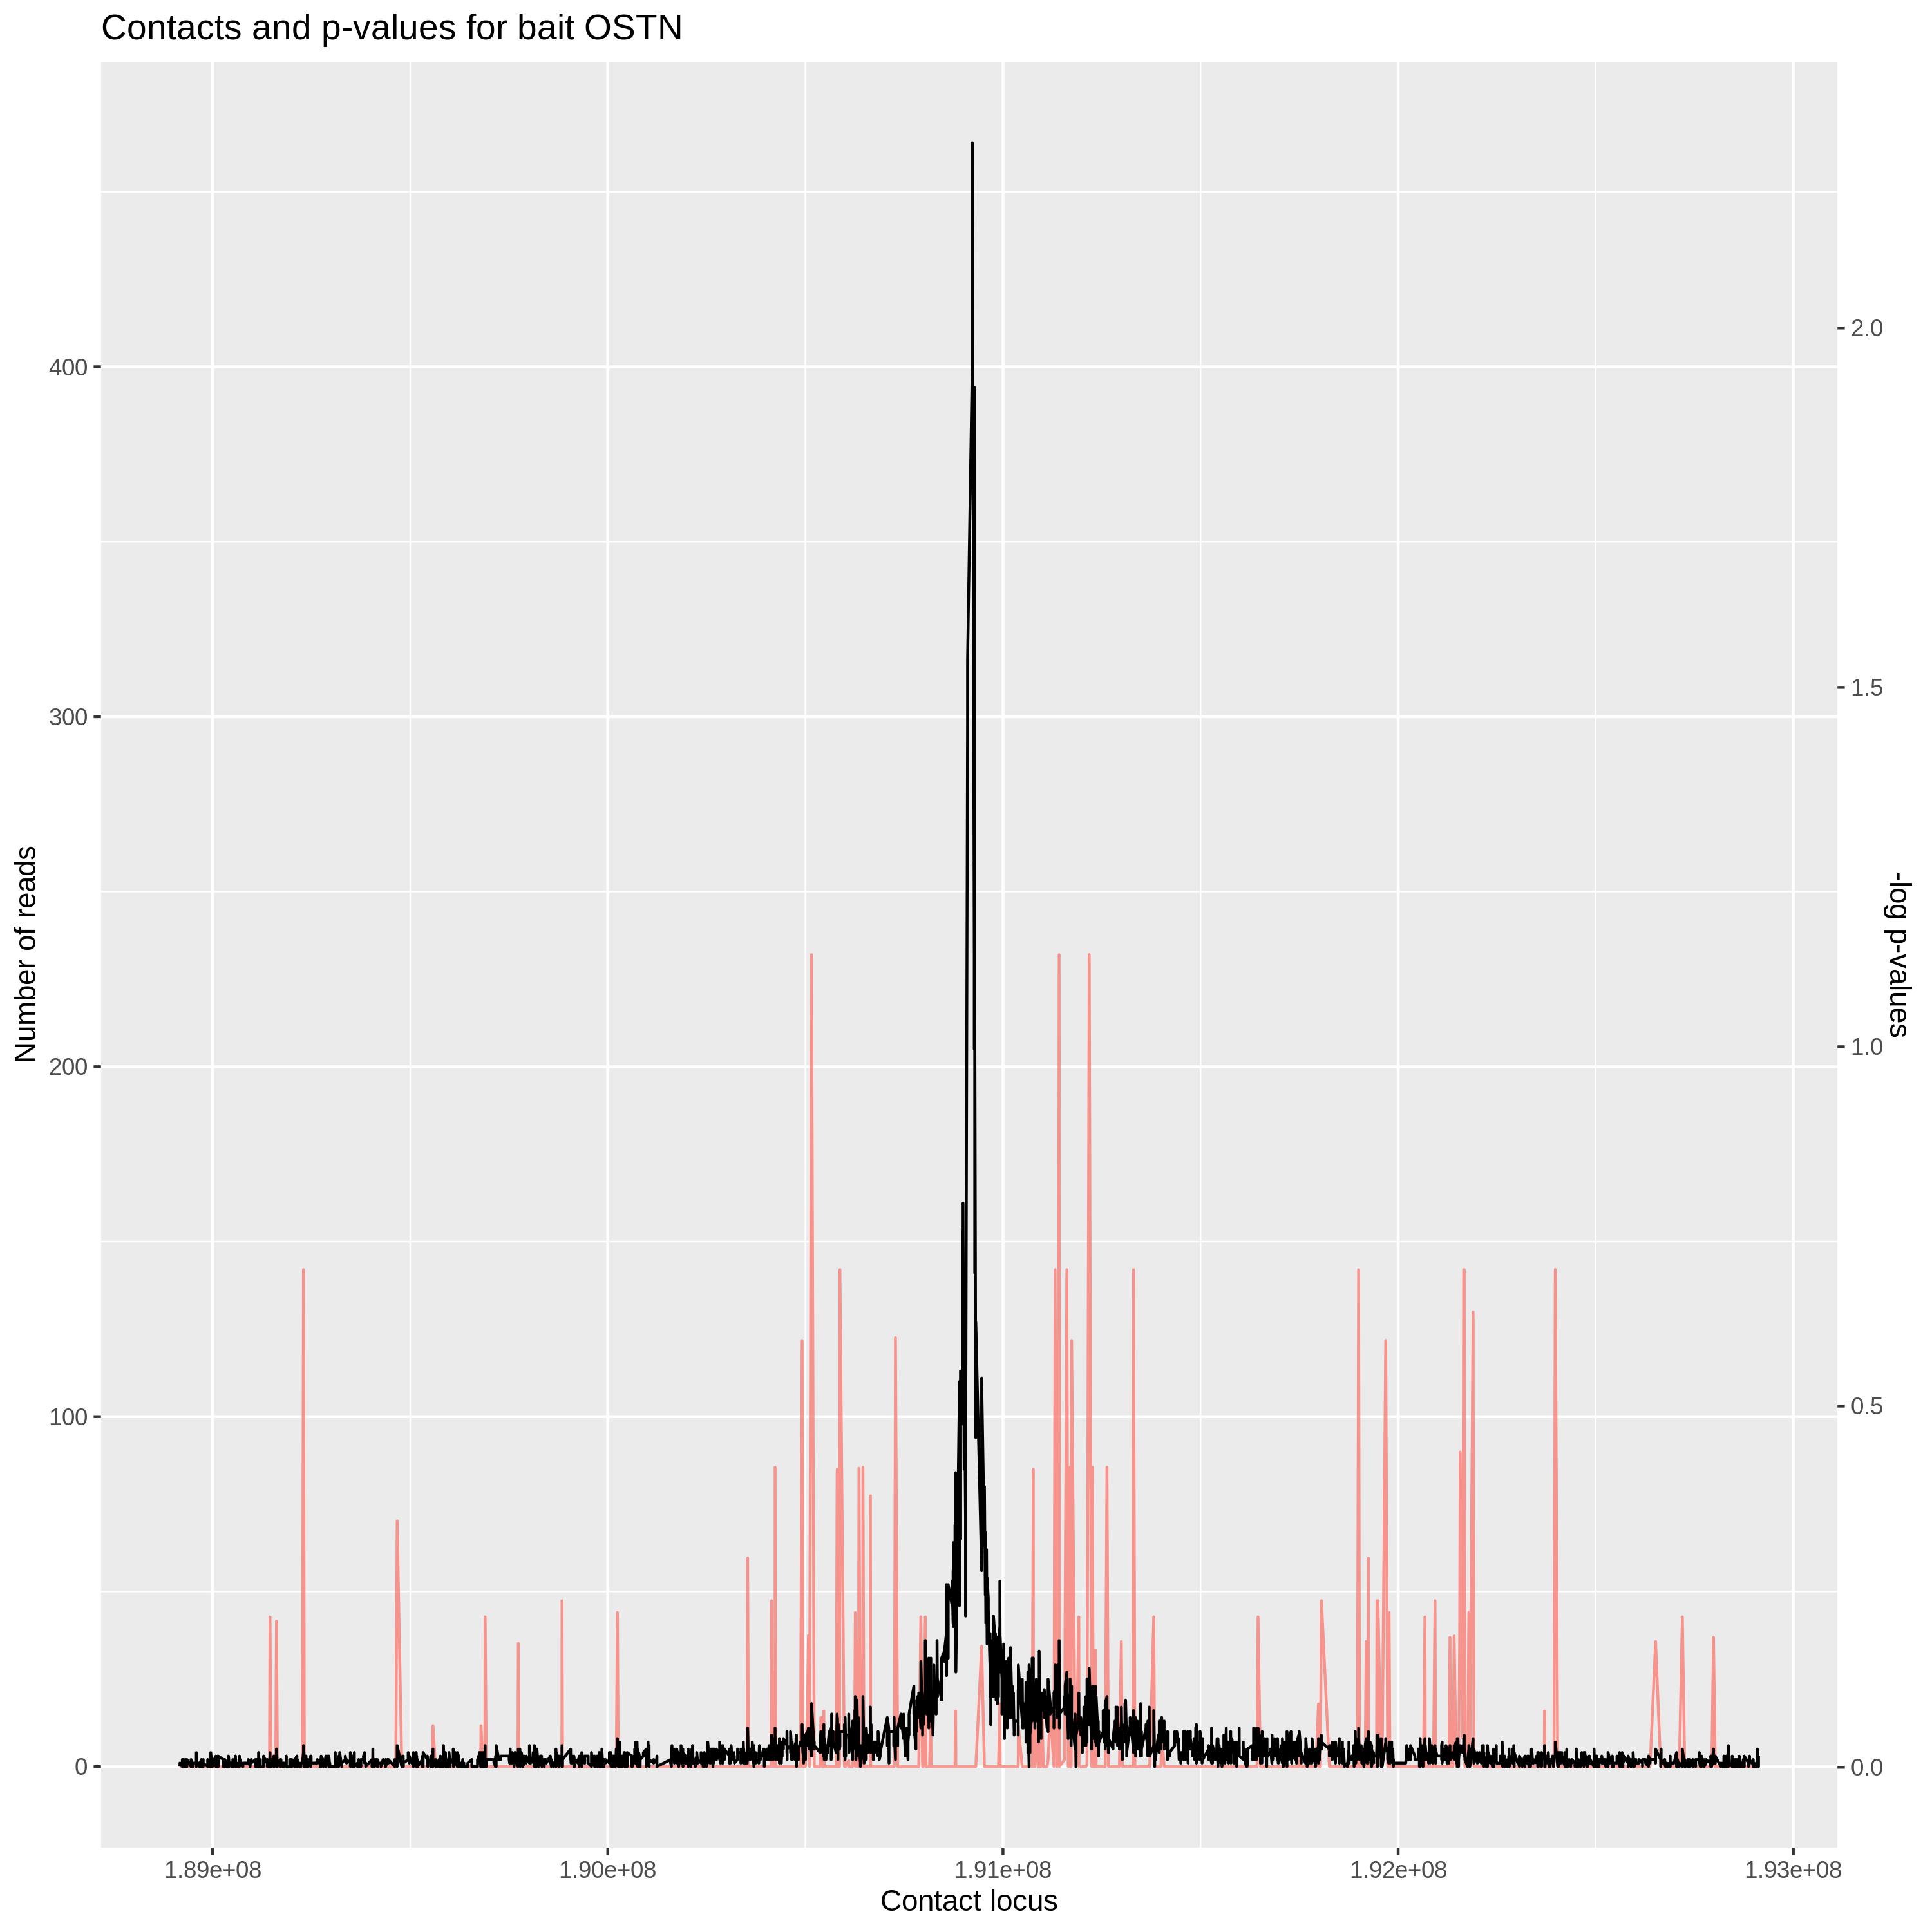 Contacts and p-values for bait OSTN
400
300
200
100
0
Number of reads
2.0
1.5
1.0
0.5
0.0
-log p-values
1.89e+08
1.90e+08
1.91e+08
1.92e+08
1.93e+08
Contact locus